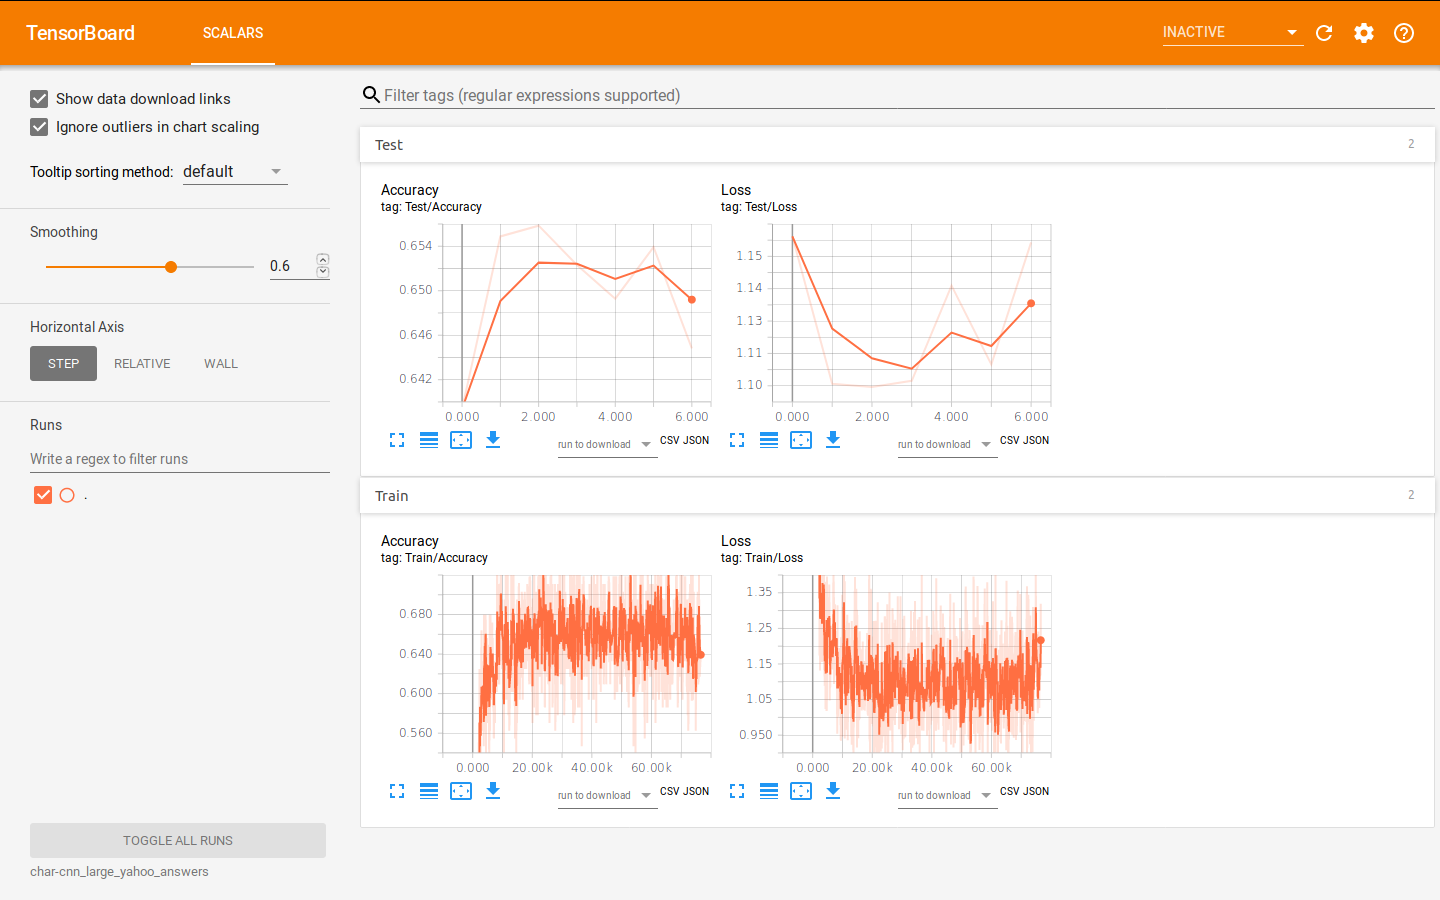 TensorBoard SCALARS INACTIVE
Show data download links
Ignore outliers in chart scaling
Tooltip sorting method: default
Smoothing
0.6
Horizontal Axis
STEP RELATIVE WALL
Runs
Write a regex to filter runs
.
TOGGLE ALL RUNS
char-cnn_large_yahoo_answers
Filter tags (regular expressions supported)
Test 2
Accuracy
tag: Test/Accuracy
0.654
0.650
0.646
0.642
0.000 2.000 4.000 6.000
run to download CSV JSON
Loss
tag: Test/Loss
1.15
1.14
1.13
1.11
1.10
0.000 2.000 4.000 6.000
run to download CSV JSON
Train 2
Accuracy
tag: Train/Accuracy
0.680
0.640
0.600
0.560
0.000 20.00k 40.00k 60.00k
run to download CSV JSON
Loss
tag: Train/Loss
1.35
1.25
1.15
1.05
0.950
0.000 20.00k 40.00k 60.00k
run to download CSV JSON